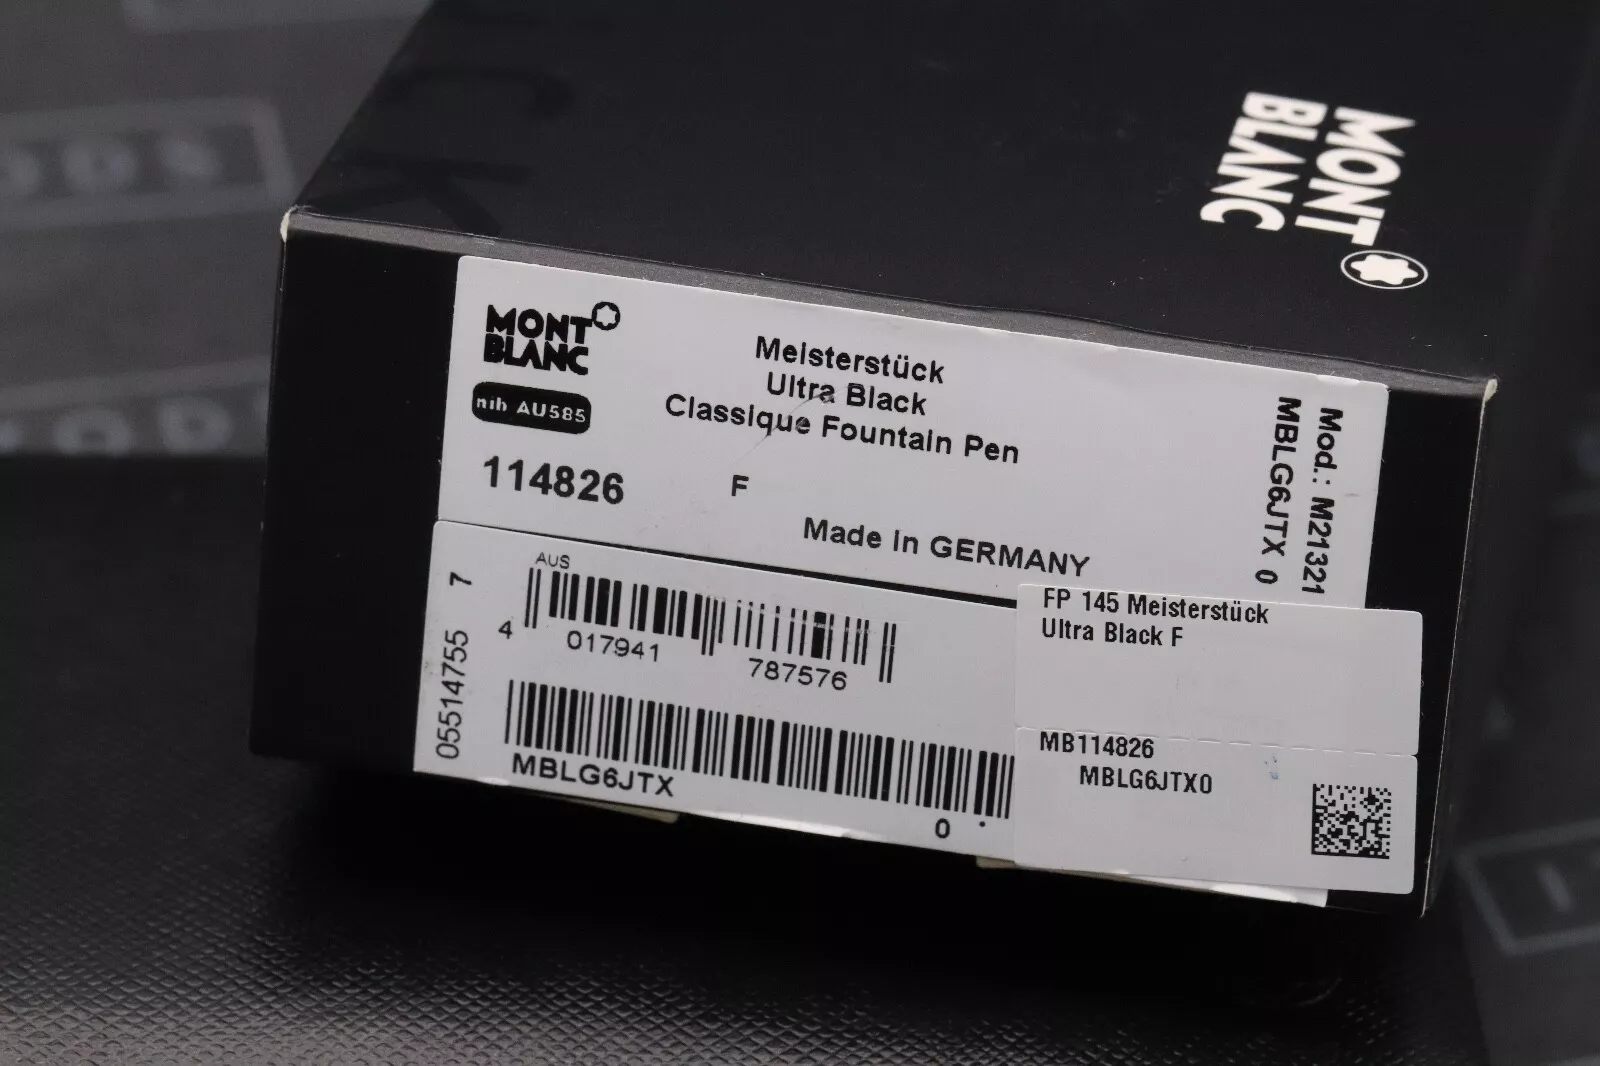 MONT
BLANC
MONT
BLANC
nih AU585
Meisterstück
Ultra Black
Classique Fountain Pen
114826
F
Made in GERMANY
Mod.: M21321
MBLG6JTX 0
05514755 7
AUS
4 017941 787576
MBLG6JTX
0
FP 145 Meisterstück
Ultra Black F
MB114826
MBLG6JTX0